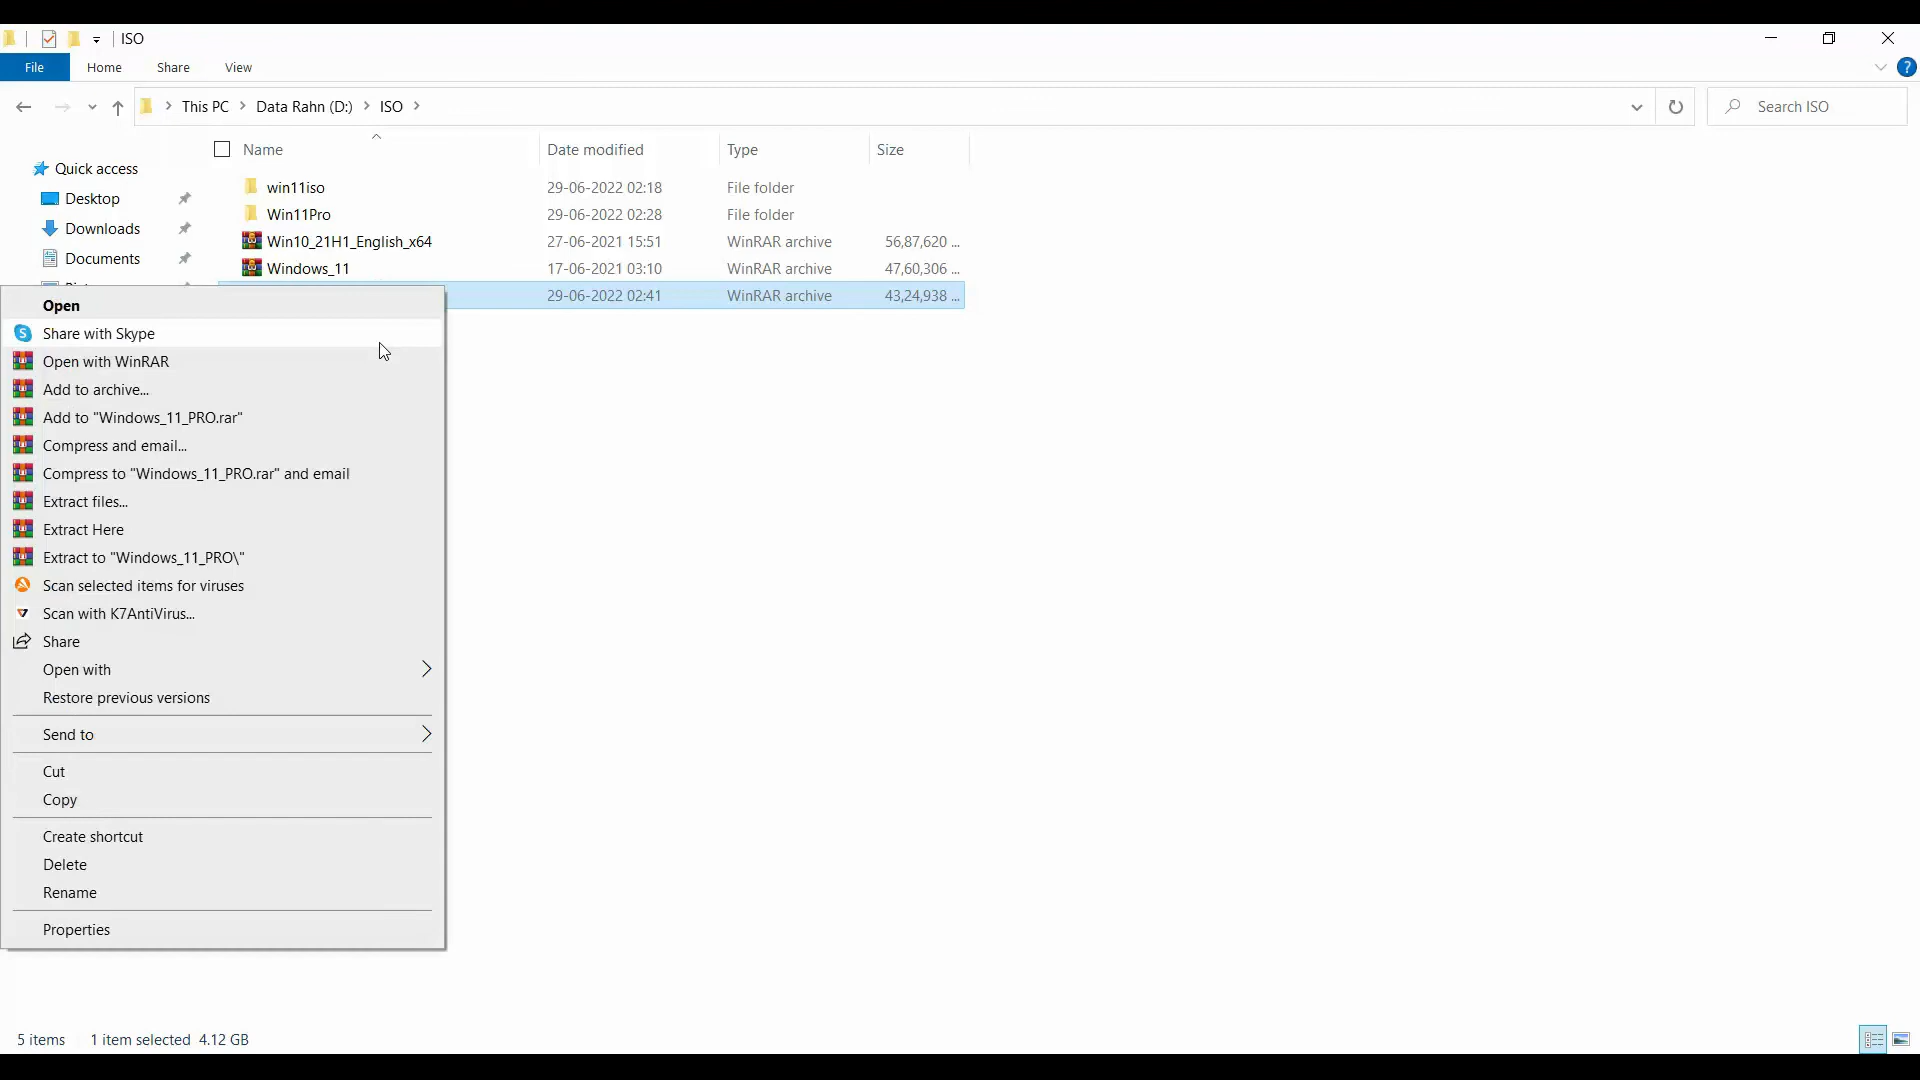 ISO
File Home Share View
This PC Data Rahn (D:) ISO
Search ISO
Name Date modified Type Size
Quick access
Desktop
Downloads
Documents
win11iso 29-06-2022 02:18 File folder
Win11Pro 29-06-2022 02:28 File folder
Win10_21H1_English_x64 27-06-2021 15:51 WinRAR archive 56,87,620 ...
Windows_11 17-06-2021 03:10 WinRAR archive 47,60,306 ...
29-06-2022 02:41 WinRAR archive 43,24,938 ...
Open
Share with Skype
Open with WinRAR
Add to archive...
Add to "Windows_11_PRO.rar"
Compress and email...
Compress to "Windows_11_PRO.rar" and email
Extract files...
Extract Here
Extract to "Windows_11_PRO\"
Scan selected items for viruses
Scan with K7AntiVirus...
Share
Open with
Restore previous versions
Send to
Cut
Copy
Create shortcut
Delete
Rename
Properties
5 items 1 item selected 4.12 GB